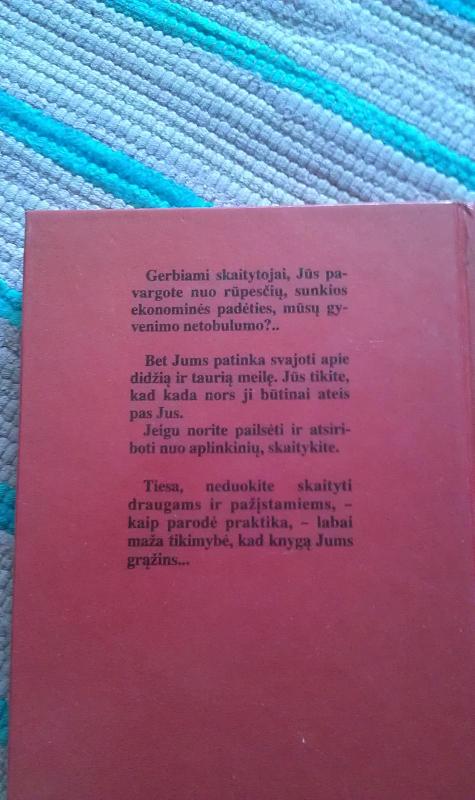 Gerbiami skaitytojai, Jūs pa-
vargote nuo rūpesčių, sunkios
ekonominės padėties, mūsų gy-
venimo netobulumo?..
Bet Jums patinka svajoti apie
didžią ir taurią meilę. Jūs tikite,
kad kada nors ji būtinai ateis
pas Jus.
Jeigu norite pailsėti ir atsiri-
boti nuo aplinkinių, skaitykite.
Tiesa, neduokite skaityti
draugams ir pažįstamiems, –
kaip parodė praktika, – labai
maža tikimybė, kad knygą Jums
grąžins...